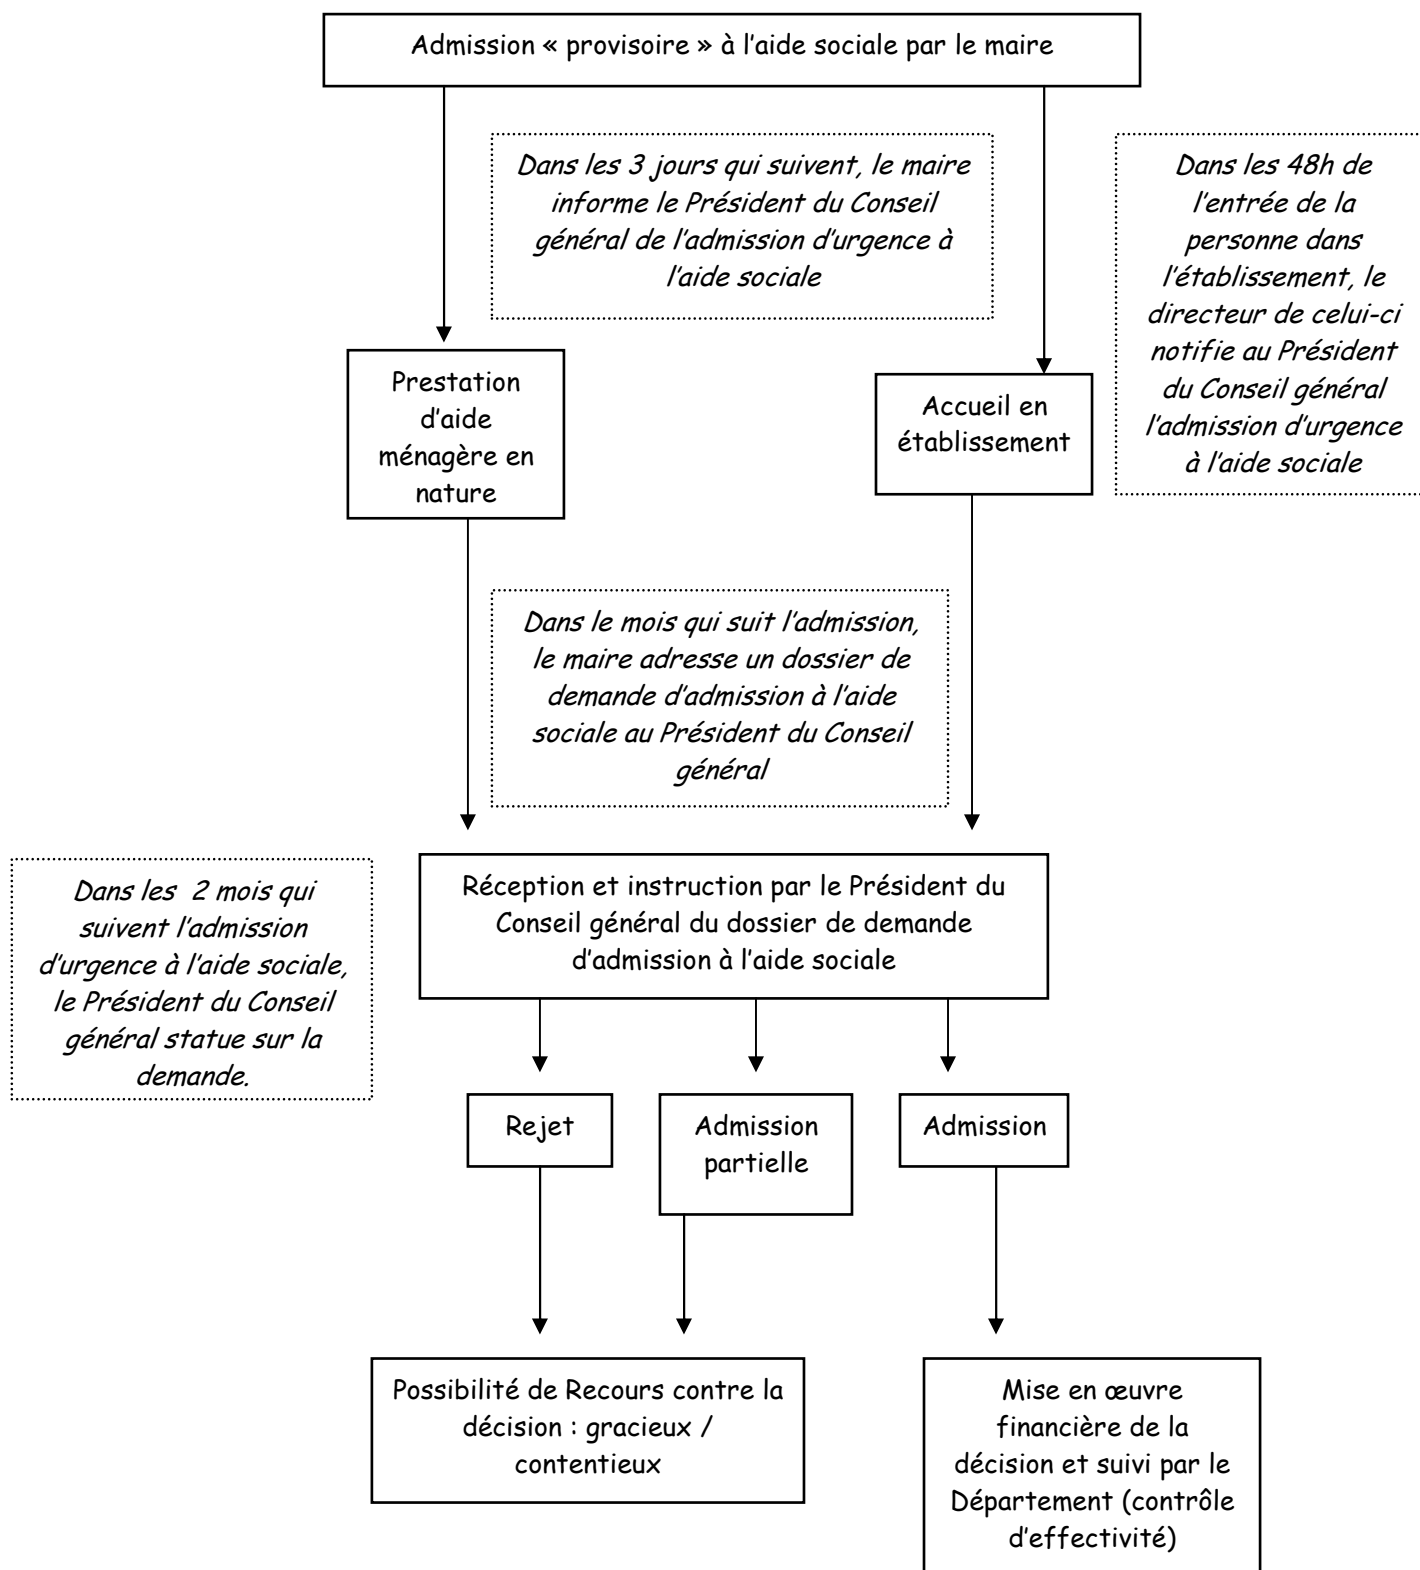 Admission « provisoire » à l'aide sociale par le maire
Dans les 3 jours qui suivent, le maire
informe le Président du Conseil
général de l'admission d'urgence à
l'aide sociale
Dans les 48h de
l'entrée de la
personne dans
l'établissement, le
directeur de celui-ci
notifie au Président
du Conseil général
l'admission d'urgence
à l'aide sociale
Prestation
d'aide
ménagère en
nature
Accueil en
établissement
Dans le mois qui suit l'admission,
le maire adresse un dossier de
demande d'admission à l'aide
sociale au Président du Conseil
général
Dans les 2 mois qui
suivent l'admission
d'urgence à l'aide sociale,
le Président du Conseil
général statue sur la
demande.
Réception et instruction par le Président du
Conseil général du dossier de demande
d'admission à l'aide sociale
Rejet
Admission
partielle
Admission
Possibilité de Recours contre la
décision : gracieux /
contentieux
Mise en œuvre
financière de la
décision et suivi par le
Département (contrôle
d'effectivité)